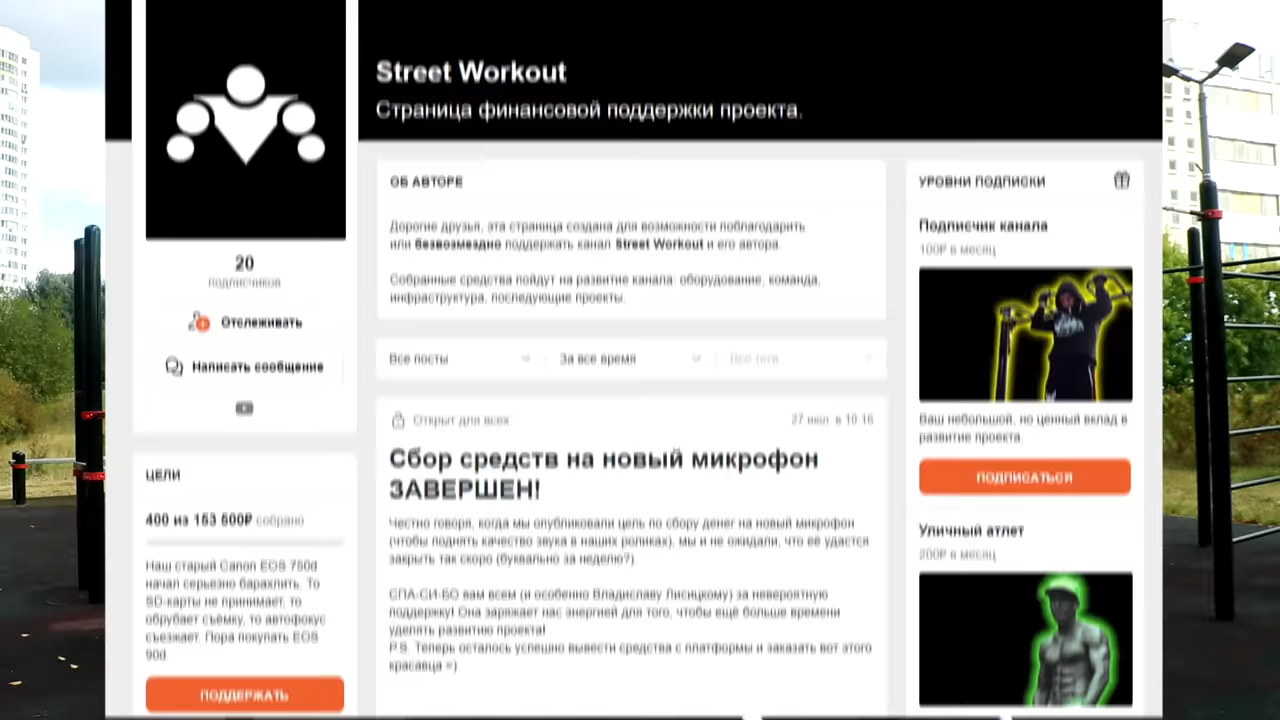 Street Workout
Страница финансовой поддержки проекта.
20
подписчиков
Отслеживать
Написать сообщение
ЦЕЛИ
400 из 153 500₽ собрано
Наш старый Canon EOS 750d
начал серьезно барахлить. То
SD-карты не принимает, то
обрубает съёмку, то автофокус
съезжает. Пора покупать EOS
90d.
ПОДДЕРЖАТЬ
ОБ АВТОРЕ
Дорогие друзья, эта страница создана для возможности поблагодарить
или безвозмездно поддержать канал Street Workout и его автора.
Собранные средства пойдут на развитие канала: оборудование, команда,
инфраструктура, последующие проекты.
Все посты
За все время
Все теги
Открыт для всех
27 июл. в 10:16
Сбор средств на новый микрофон
ЗАВЕРШЕН!
Честно говоря, когда мы опубликовали цель по сбору денег на новый микрофон
(чтобы поднять качество звука в наших роликах), мы и не ожидали, что её удастся
закрыть так скоро (буквально за неделю?).
СПА-СИ-БО вам всем (и особенно Владиславу Лисицкому) за невероятную
поддержку! Она заряжает нас энергией для того, чтобы ещё больше времени
уделять развитию проекта!
P.S. Теперь осталось успешно вывести средства с платформы и заказать вот этого
красавца =)
УРОВНИ ПОДПИСКИ
Подписчик канала
100₽ в месяц
Ваш небольшой, но ценный вклад в
развитие проекта.
ПОДПИСАТЬСЯ
Уличный атлет
200₽ в месяц